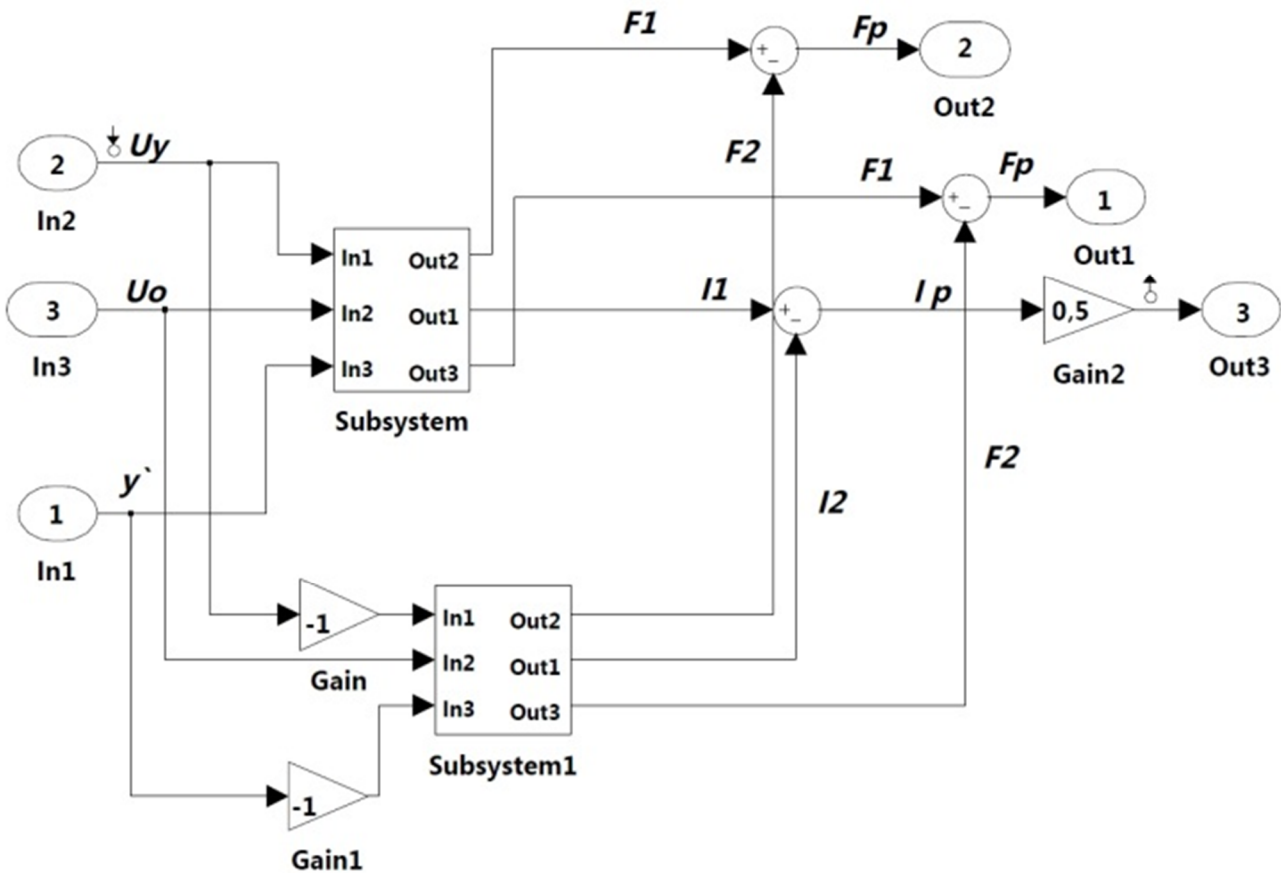 F1
+
−
Fp
2
Out2
Uy
2
In2
F2
F1
+
−
Fp
1
Out1
In1
Out2
Uo
3
In3
In2
Out1
I1
+
−
I p
0,5
Gain2
3
Out3
In3
Out3
Subsystem
y`
1
In1
I2
F2
-1
Gain
In1
Out2
In2
Out1
In3
Out3
Subsystem1
-1
Gain1